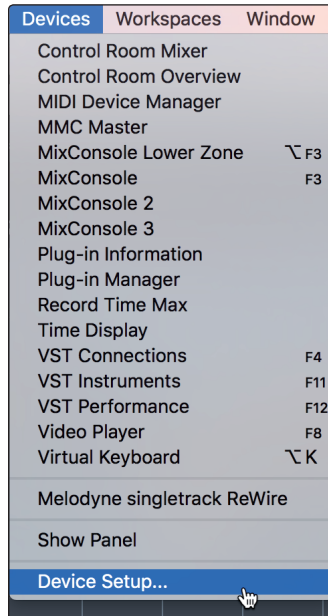 Devices Workspaces Window
Control Room Mixer
Control Room Overview
MIDI Device Manager
MMC Master
MixConsole Lower Zone ⌥ F3
MixConsole F3
MixConsole 2
MixConsole 3
Plug-in Information
Plug-in Manager
Record Time Max
Time Display
VST Connections F4
VST Instruments F11
VST Performance F12
Video Player F8
Virtual Keyboard ⌥ K
Melodyne singletrack ReWire
Show Panel
Device Setup...